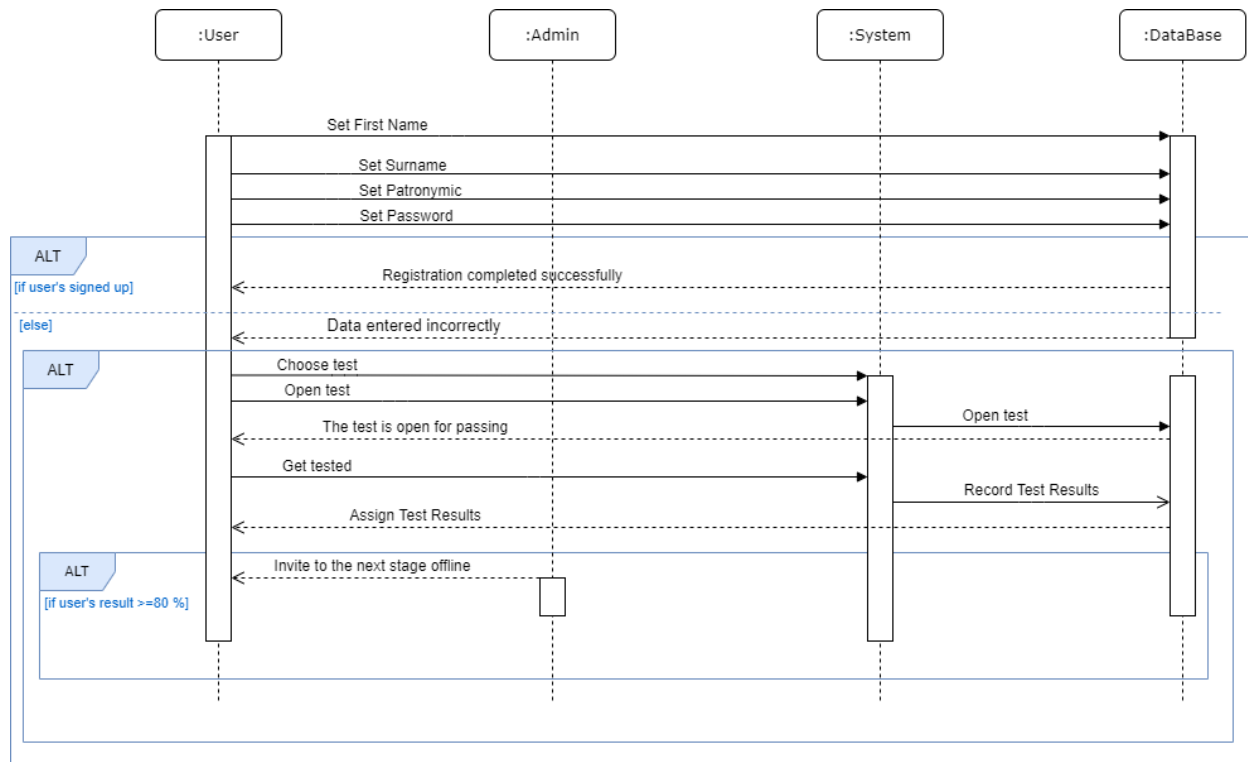 :User
:Admin
:System
:DataBase
Set First Name
Set Surname
Set Patronymic
Set Password
ALT
[if user's signed up]
Registration completed successfully
[else]
Data entered incorrectly
ALT
Choose test
Open test
Open test
The test is open for passing
Get tested
Record Test Results
Assign Test Results
ALT
Invite to the next stage offline
[if user's result >=80 %]